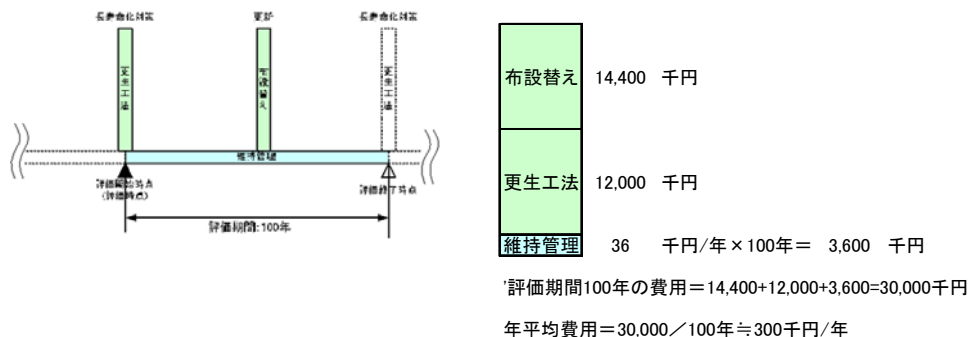 長寿命化対策
更新
長寿命化対策
更生工法
布設替え
更生工法
維持管理
評価開始時点
(評価時点)
評価終了時点
評価期間:100年
布設替え 14,400 千円
更生工法 12,000 千円
維持管理 36 千円/年×100年＝ 3,600 千円
'評価期間100年の費用＝14,400+12,000+3,600=30,000千円
年平均費用＝30,000／100年≒300千円/年